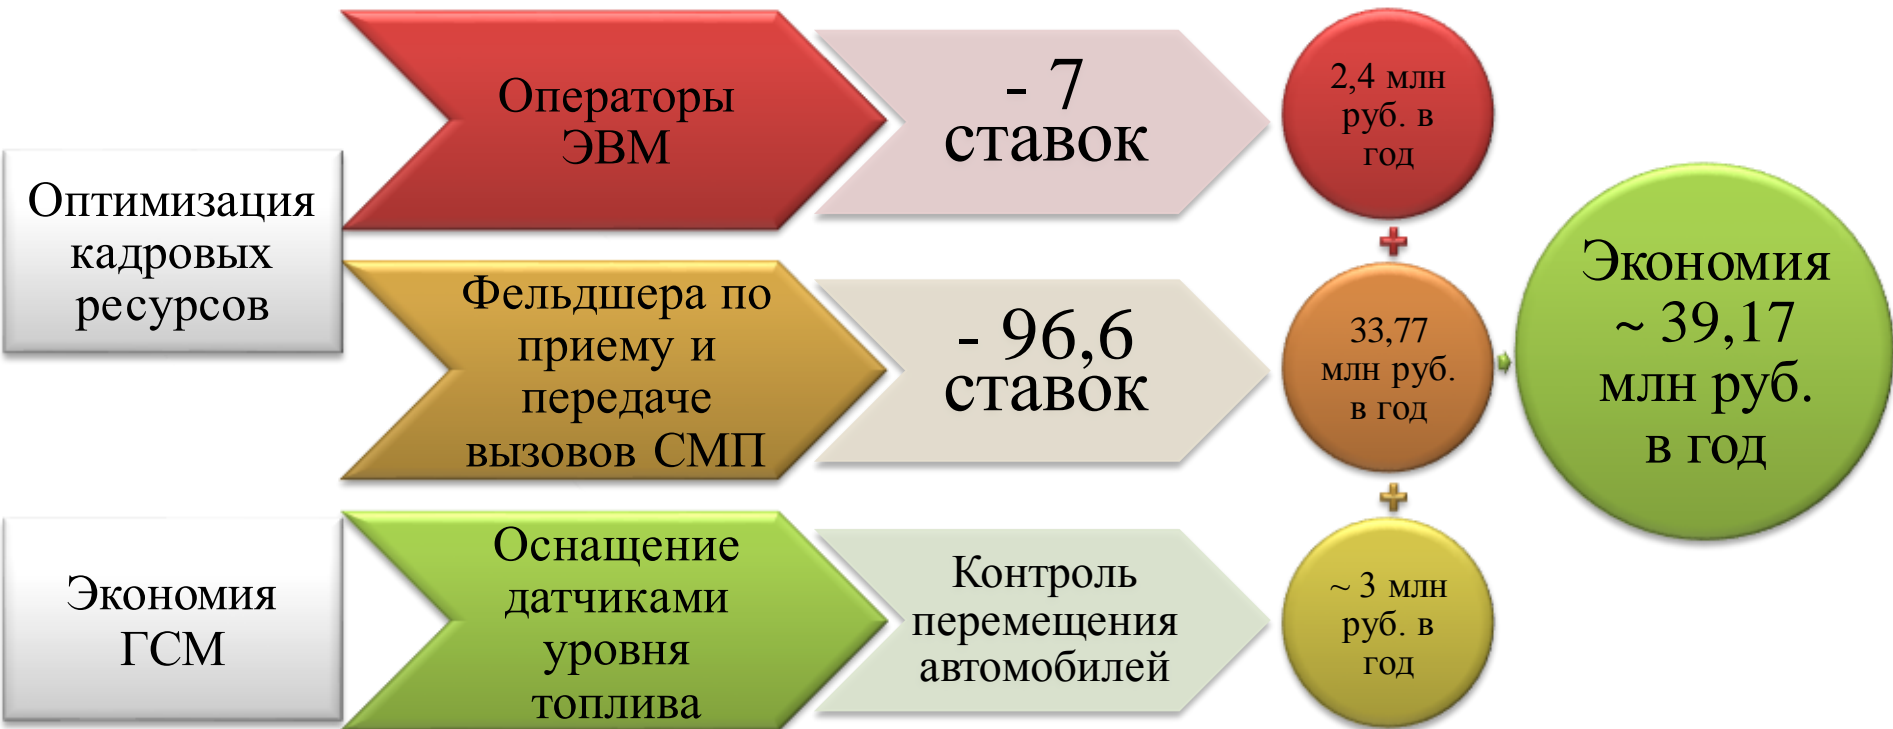 Оптимизация
кадровых
ресурсов
Операторы
ЭВМ
- 7
ставок
2,4 млн
руб. в
год
+
Фельдшера по
приему и
передаче
вызовов СМП
- 96,6
ставок
33,77
млн руб.
в год
+
Экономия
ГСМ
Оснащение
датчиками
уровня
топлива
Контроль
перемещения
автомобилей
~ 3 млн
руб. в
год
Экономия
~ 39,17
млн руб.
в год